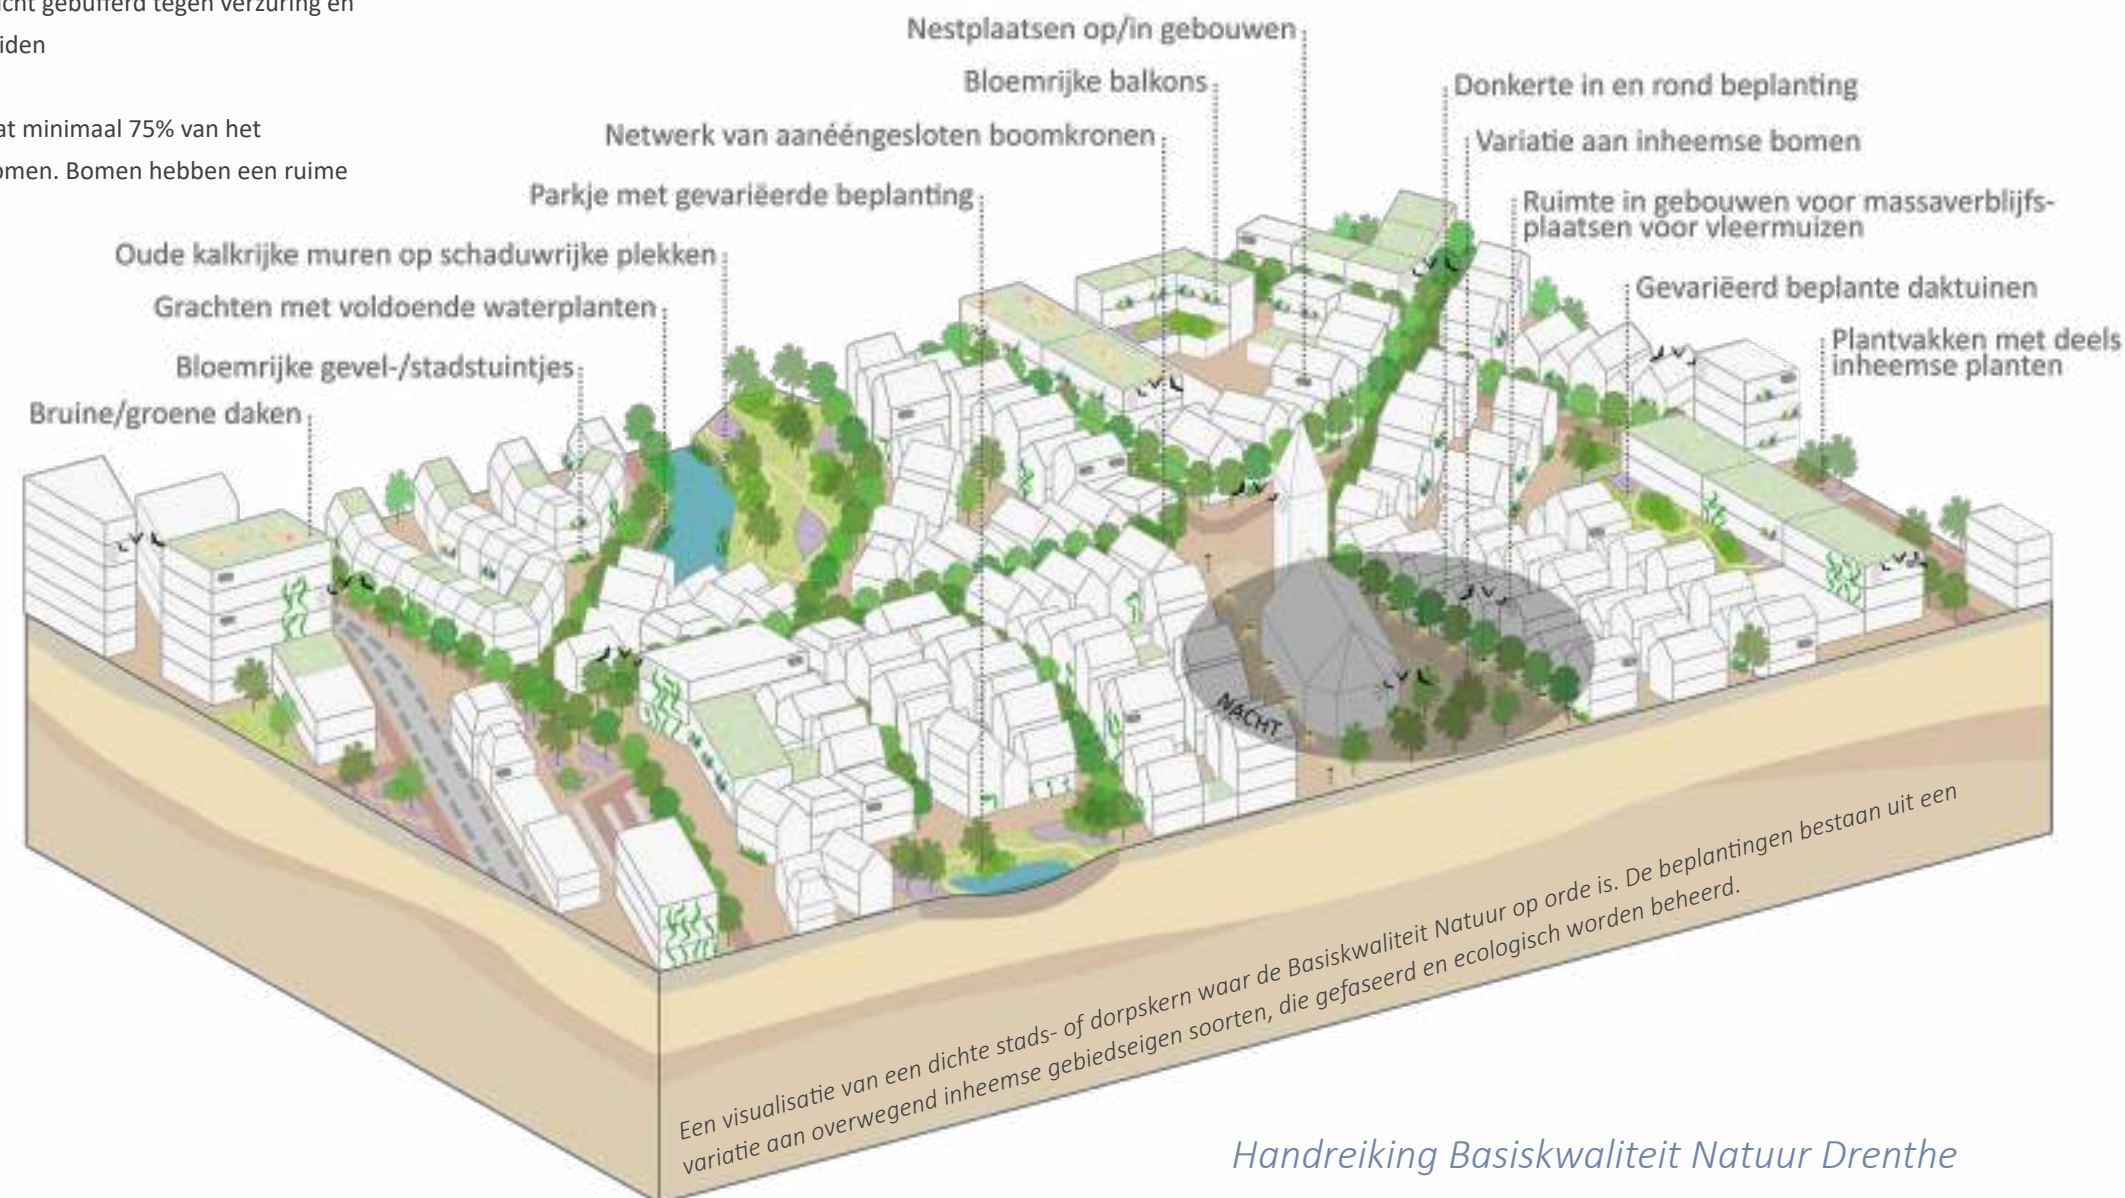 gebufferd tegen verzuring en
minimaal 75% van het
Bomen hebben een ruime
Nestplaatsen op/in gebouwen
Bloemrijke balkons
Netwerk van aanééngesloten boomkronen
Parkje met gevariëerde beplanting
Oude kalkrijke muren op schaduwrijke plekken
Grachten met voldoende waterplanten
Bloemrijke gevel-/stadstuintjes
Bruine/groene daken
Donkerte in en rond beplanting
Variatie aan inheemse bomen
Ruimte in gebouwen voor massaverblijfs-
plaatsen voor vleermuizen
Gevariëerd beplante daktuinen
Plantvakken met deels
inheemse planten
NACHT
Een visualisatie van een dichte stads- of dorpskern waar de Basiskwaliteit Natuur op orde is. De beplantingen bestaan uit een
variatie aan overwegend inheemse gebiedseigen soorten, die gefaseerd en ecologisch worden beheerd.
Handreiking Basiskwaliteit Natuur Drenthe